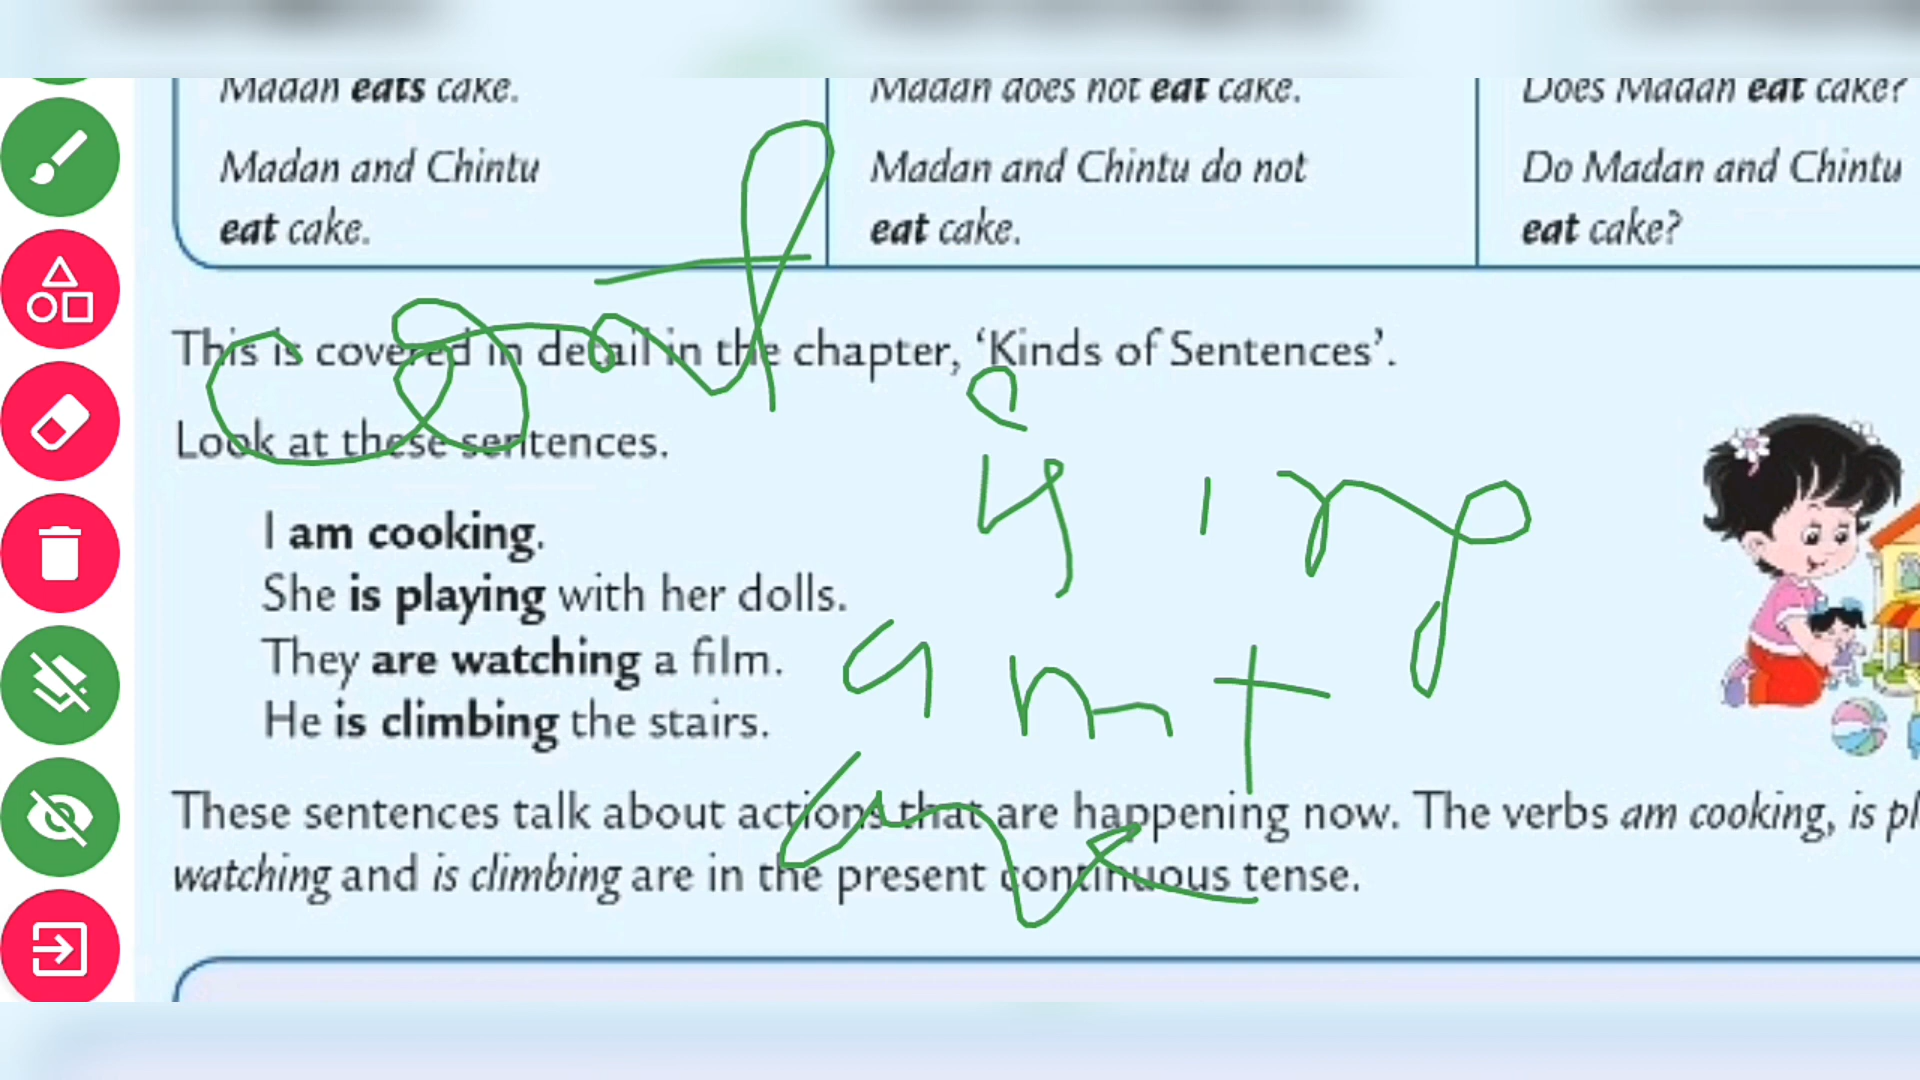 Madan eats cake.
Madan does not eat cake.
Does Madan eat cake?
Madan and Chintu
eat cake.
Madan and Chintu do not
eat cake.
Do Madan and Chintu
eat cake?
This is covered in detail in the chapter, ‘Kinds of Sentences’.
Look at these sentences.
I am cooking.
She is playing with her dolls.
They are watching a film.
He is climbing the stairs.
These sentences talk about actions that are happening now. The verbs am cooking, is pl
watching and is climbing are in the present continuous tense.